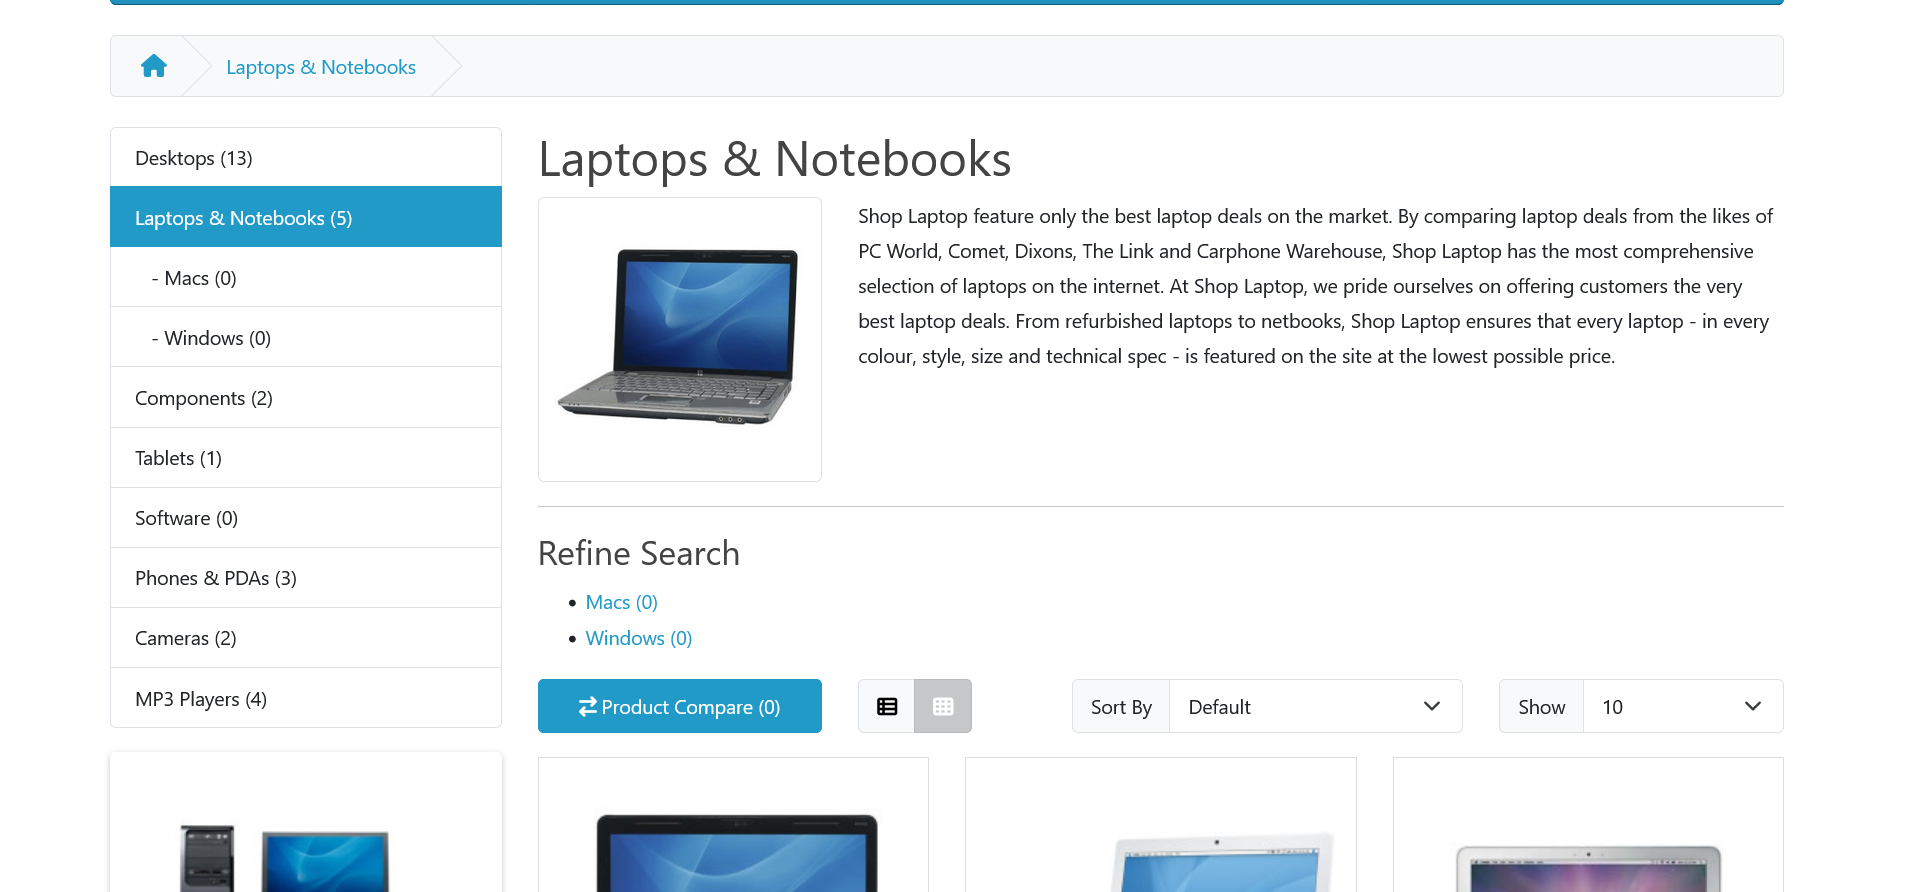 Laptops & Notebooks
Desktops (13)
Laptops & Notebooks (5)
- Macs (0)
- Windows (0)
Components (2)
Tablets (1)
Software (0)
Phones & PDAs (3)
Cameras (2)
MP3 Players (4)
Laptops & Notebooks
Shop Laptop feature only the best laptop deals on the market. By comparing laptop deals from the likes of
PC World, Comet, Dixons, The Link and Carphone Warehouse, Shop Laptop has the most comprehensive
selection of laptops on the internet. At Shop Laptop, we pride ourselves on offering customers the very
best laptop deals. From refurbished laptops to netbooks, Shop Laptop ensures that every laptop - in every
colour, style, size and technical spec - is featured on the site at the lowest possible price.
Refine Search
Macs (0)
Windows (0)
Product Compare (0)
Sort By
Default
Show
10